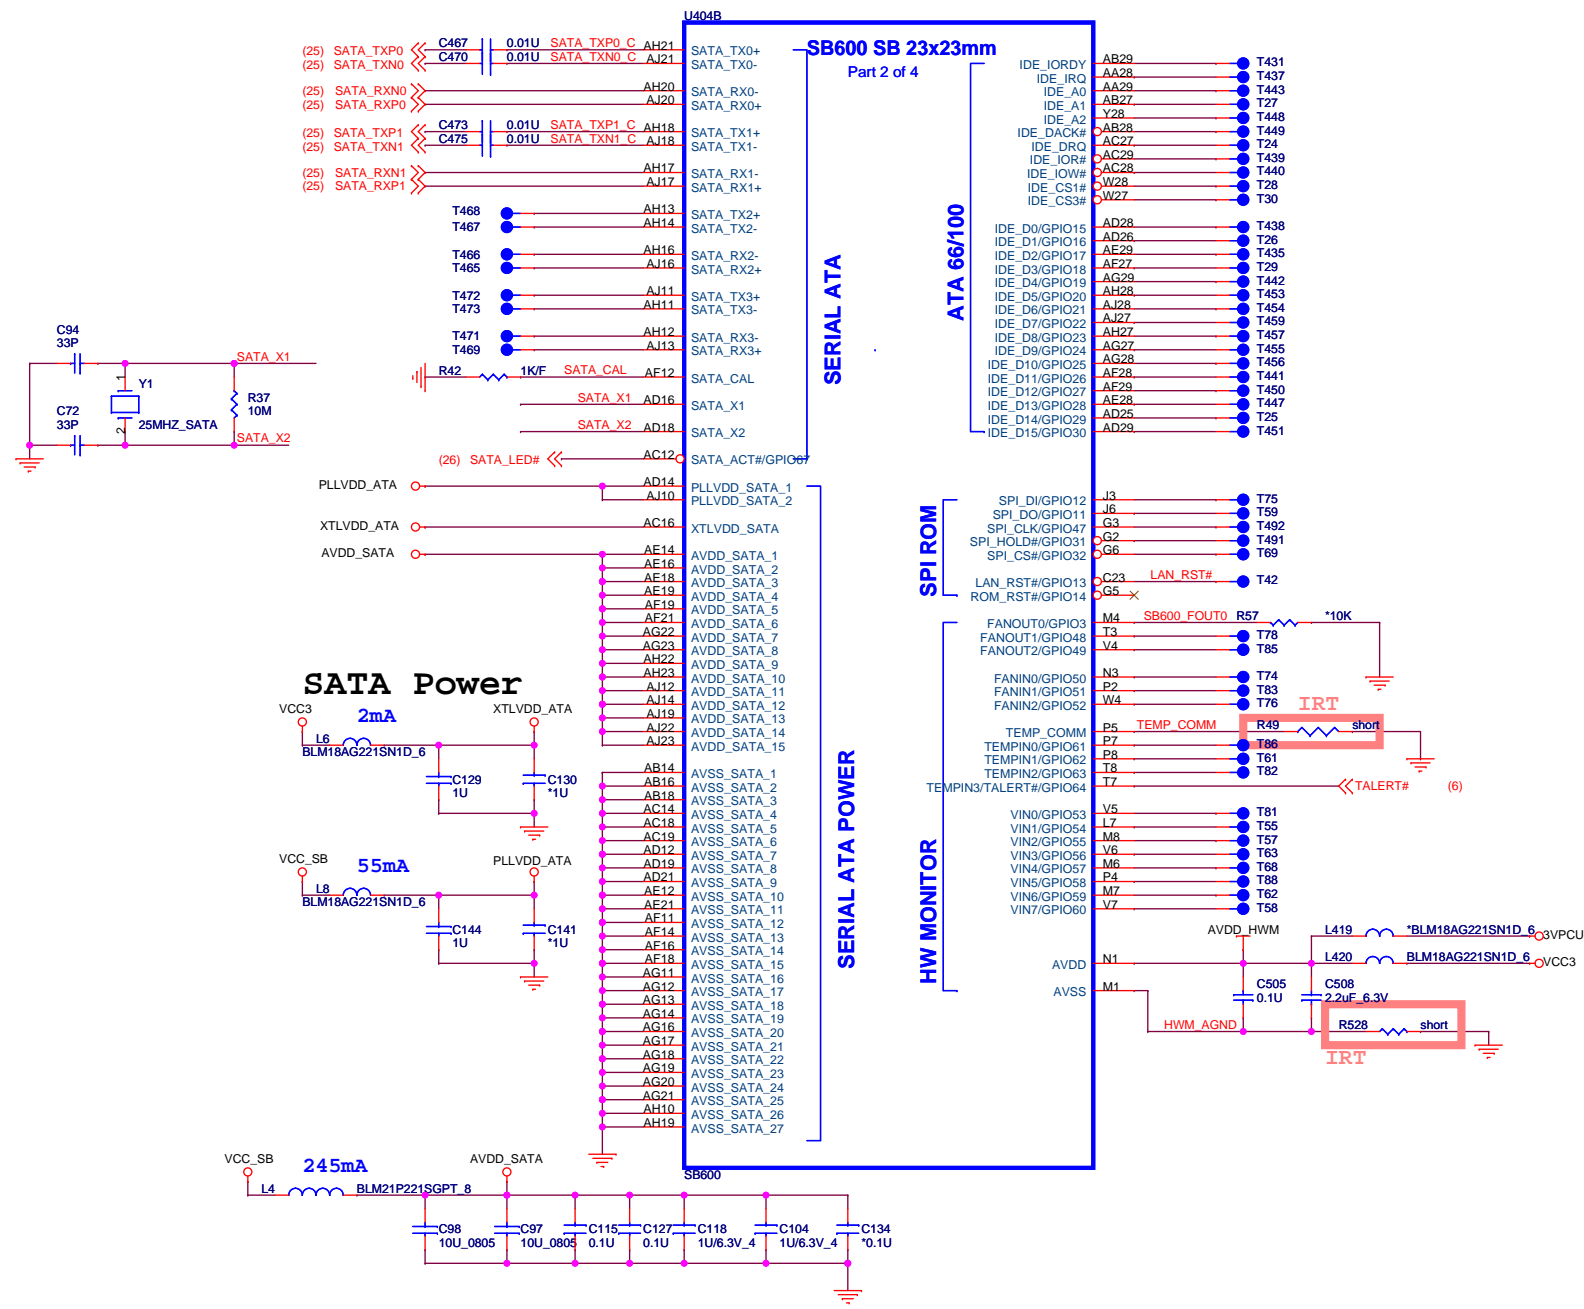 U404B
SB600 SB 23x23mm
Part 2 of 4
(25) SATA_TXP0 C467 0.01U SATA_TXP0_C AH21 SATA_TX0+
(25) SATA_TXN0 C470 0.01U SATA_TXN0_C AJ21 SATA_TX0-
(25) SATA_RXN0 AH20 SATA_RX0-
(25) SATA_RXP0 AJ20 SATA_RX0+
(25) SATA_TXP1 C473 0.01U SATA_TXP1_C AH18 SATA_TX1+
(25) SATA_TXN1 C475 0.01U SATA_TXN1_C AJ18 SATA_TX1-
(25) SATA_RXN1 AH17 SATA_RX1-
(25) SATA_RXP1 AJ17 SATA_RX1+
T468 AH13 SATA_TX2+
T467 AH14 SATA_TX2-
T466 AH16 SATA_RX2-
T465 AJ16 SATA_RX2+
T472 AJ11 SATA_TX3+
T473 AH11 SATA_TX3-
T471 AH12 SATA_RX3-
T469 AJ13 SATA_RX3+
R42 1K/F SATA_CAL AF12 SATA_CAL
SATA_X1 AD16 SATA_X1
SATA_X2 AD18 SATA_X2
(26) SATA_LED# AC12 SATA_ACT#/GPIO67
SERIAL ATA
C94
33P
SATA_X1
1
Y1
R37
10M
C72
33P
2
25MHZ_SATA
SATA_X2
PLLVDD_ATA AD14 PLLVDD_SATA_1
AJ10 PLLVDD_SATA_2
XTLVDD_ATA AC16 XTLVDD_SATA
AVDD_SATA AE14 AVDD_SATA_1
AE16 AVDD_SATA_2
AE18 AVDD_SATA_3
AE19 AVDD_SATA_4
AF19 AVDD_SATA_5
AF21 AVDD_SATA_6
AG22 AVDD_SATA_7
AG23 AVDD_SATA_8
AH22 AVDD_SATA_9
AH23 AVDD_SATA_10
AJ12 AVDD_SATA_11
AJ14 AVDD_SATA_12
AJ19 AVDD_SATA_13
AJ22 AVDD_SATA_14
AJ23 AVDD_SATA_15
AB14 AVSS_SATA_1
AB16 AVSS_SATA_2
AB18 AVSS_SATA_3
AC14 AVSS_SATA_4
AC18 AVSS_SATA_5
AC19 AVSS_SATA_6
AD12 AVSS_SATA_7
AD19 AVSS_SATA_8
AD21 AVSS_SATA_9
AE12 AVSS_SATA_10
AE21 AVSS_SATA_11
AF11 AVSS_SATA_12
AF14 AVSS_SATA_13
AF16 AVSS_SATA_14
AF18 AVSS_SATA_15
AG11 AVSS_SATA_16
AG12 AVSS_SATA_17
AG13 AVSS_SATA_18
AG14 AVSS_SATA_19
AG16 AVSS_SATA_20
AG17 AVSS_SATA_21
AG18 AVSS_SATA_22
AG19 AVSS_SATA_23
AG20 AVSS_SATA_24
AG21 AVSS_SATA_25
AH10 AVSS_SATA_26
AH19 AVSS_SATA_27
SERIAL ATA POWER
SB600
SATA Power
VCC3 2mA XTLVDD_ATA
L6
BLM18AG221SN1D_6
C129
1U
C130
*1U
VCC_SB 55mA PLLVDD_ATA
L8
BLM18AG221SN1D_6
C144
1U
C141
*1U
VCC_SB 245mA AVDD_SATA
L4 BLM21P221SGPT_8
C98
10U_0805
C97
10U_0805
C115
0.1U
C127
0.1U
C118
1U/6.3V_4
C104
1U/6.3V_4
C134
*0.1U
ATA 66/100
IDE_IORDY AB29 T431
IDE_IRQ AA28 T437
IDE_A0 AA29 T443
IDE_A1 AB27 T27
IDE_A2 Y28 T448
IDE_DACK# AB28 T449
IDE_DRQ AC27 T24
IDE_IOR# AC29 T439
IDE_IOW# AC28 T440
IDE_CS1# W28 T28
IDE_CS3# W27 T30
IDE_D0/GPIO15 AD28 T438
IDE_D1/GPIO16 AD26 T26
IDE_D2/GPIO17 AE29 T435
IDE_D3/GPIO18 AF27 T29
IDE_D4/GPIO19 AG29 T442
IDE_D5/GPIO20 AH28 T453
IDE_D6/GPIO21 AJ28 T454
IDE_D7/GPIO22 AJ27 T459
IDE_D8/GPIO23 AH27 T457
IDE_D9/GPIO24 AG27 T455
IDE_D10/GPIO25 AG28 T456
IDE_D11/GPIO26 AF28 T441
IDE_D12/GPIO27 AF29 T450
IDE_D13/GPIO28 AE28 T447
IDE_D14/GPIO29 AD25 T25
IDE_D15/GPIO30 AD29 T451
SPI ROM
SPI_DI/GPIO12 J3 T75
SPI_DO/GPIO11 J6 T59
SPI_CLK/GPIO47 G3 T492
SPI_HOLD#/GPIO31 G2 T491
SPI_CS#/GPIO32 G6 T69
LAN_RST#/GPIO13 C23 LAN_RST# T42
ROM_RST#/GPIO14 G5
HW MONITOR
FANOUT0/GPIO3 M4 SB600_FOUT0 R57 *10K
FANOUT1/GPIO48 T3 T78
FANOUT2/GPIO49 V4 T85
FANIN0/GPIO50 N3 T74
FANIN1/GPIO51 P2 T83
FANIN2/GPIO52 W4 T76
IRT
TEMP_COMM P5 TEMP_COMM R49 short
TEMPIN0/GPIO61 P7 T86
TEMPIN1/GPIO62 P8 T61
TEMPIN2/GPIO63 T8 T82
TEMPIN3/TALERT#/GPIO64 T7 TALERT# (6)
VIN0/GPIO53 V5 T81
VIN1/GPIO54 L7 T55
VIN2/GPIO55 M8 T57
VIN3/GPIO56 V6 T63
VIN4/GPIO57 M6 T68
VIN5/GPIO58 P4 T88
VIN6/GPIO59 M7 T62
VIN7/GPIO60 V7 T58
AVDD_HWM L419 *BLM18AG221SN1D_6 3VPCU
AVDD N1 L420 BLM18AG221SN1D_6 VCC3
AVSS M1
C505
0.1U
C508
2.2uF_6.3V
HWM_AGND R528 short
IRT